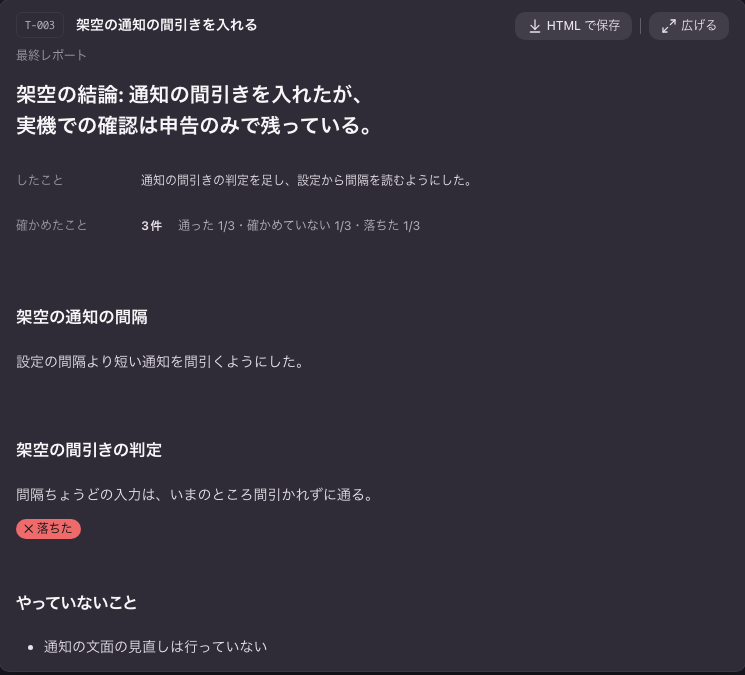 T-003 架空の通知の間引きを入れる HTML で保存 広げる
最終レポート
架空の結論: 通知の間引きを入れたが、
実機での確認は申告のみで残っている。
したこと 通知の間引きの判定を足し、設定から間隔を読むようにした。
確かめたこと 3件 通った 1/3・確かめていない 1/3・落ちた 1/3
架空の通知の間隔
設定の間隔より短い通知を間引くようにした。
架空の間引きの判定
間隔ちょうどの入力は、いまのところ間引かれずに通る。
×落ちた
やっていないこと
• 通知の文面の見直しは行っていない